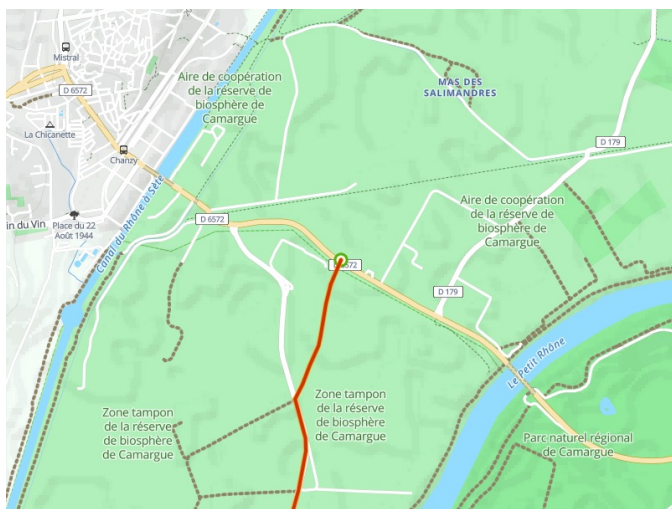 Mistral
D 6572
La Chicanette
Chanzy
in du Vin
Place du 22
Août 1944
Canal du Rhône à Sète
Aire de coopération
de la réserve de
biosphère de
Camargue
MAS DES
SALIMANDRES
D 179
D 6572
Aire de coopération
de la réserve de
biosphère de
Camargue
6572
D 179
Le Petit Rhône
Zone tampon
de la réserve
de biosphère
de Camargue
Zone tampon
de la réserve
de biosphère
de Camargue
Parc naturel régional
de Camargue